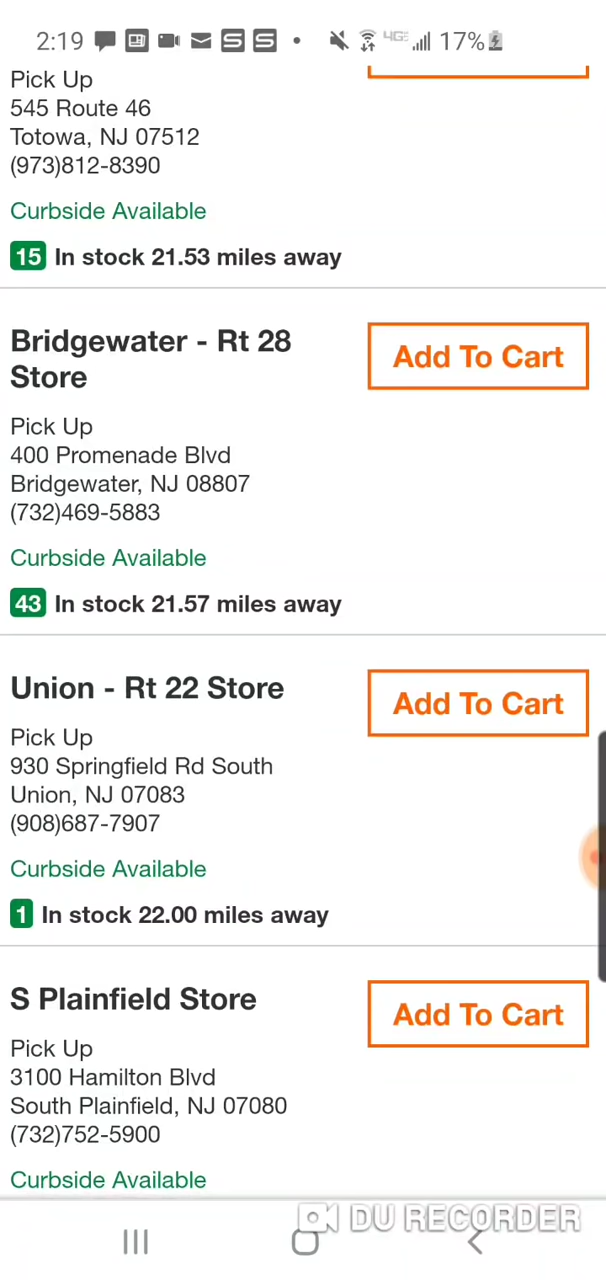 2:19
17%
Pick Up
545 Route 46
Totowa, NJ 07512
(973)812-8390
Curbside Available
15 In stock 21.53 miles away
Bridgewater - Rt 28
Store
Add To Cart
Pick Up
400 Promenade Blvd
Bridgewater, NJ 08807
(732)469-5883
Curbside Available
43 In stock 21.57 miles away
Union - Rt 22 Store
Add To Cart
Pick Up
930 Springfield Rd South
Union, NJ 07083
(908)687-7907
Curbside Available
1 In stock 22.00 miles away
S Plainfield Store
Add To Cart
Pick Up
3100 Hamilton Blvd
South Plainfield, NJ 07080
(732)752-5900
Curbside Available
DU RECORDER